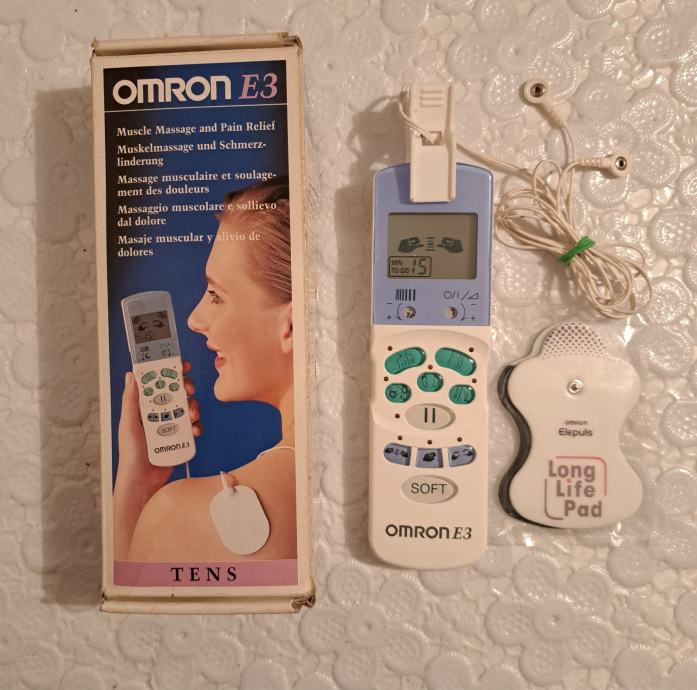 OMRON E3
Muscle Massage and Pain Relief
Muskelmassage und Schmerz-
linderung
Massage musculaire et soulage-
ment des douleurs
Massaggio muscolare e sollievo
dal dolore
Masaje muscular y alivio de
dolores
SOFT
OMRON E3
TENS
MIN
TO GO 15
O/I/
- +
- +
SOFT
OMRON E3
OMRON
Elepuls
Long
Life
Pad